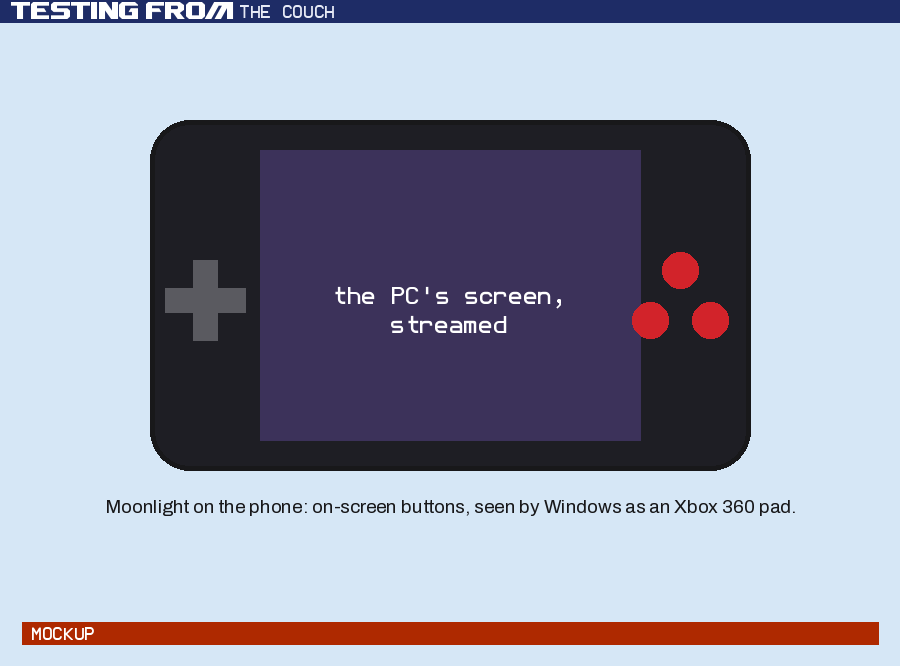 TESTING FROM THE COUCH
the PC's screen,
streamed
Moonlight on the phone: on-screen buttons, seen by Windows as an Xbox 360 pad.
MOCKUP